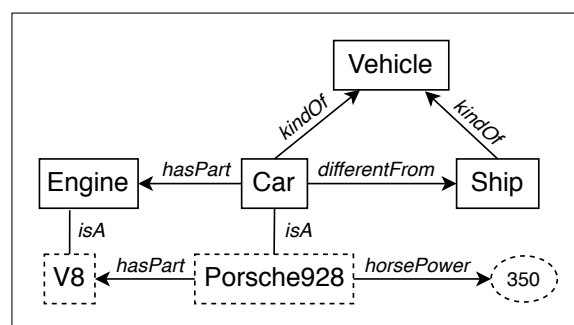 Vehicle
kindOf kindOf
Engine hasPart Car differentFrom Ship
isA isA
V8 hasPart Porsche928 horsePower 350